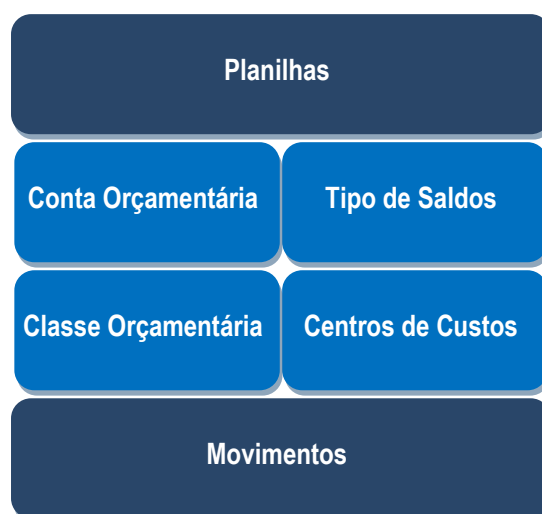 Planilhas
Conta Orçamentária
Tipo de Saldos
Classe Orçamentária
Centros de Custos
Movimentos